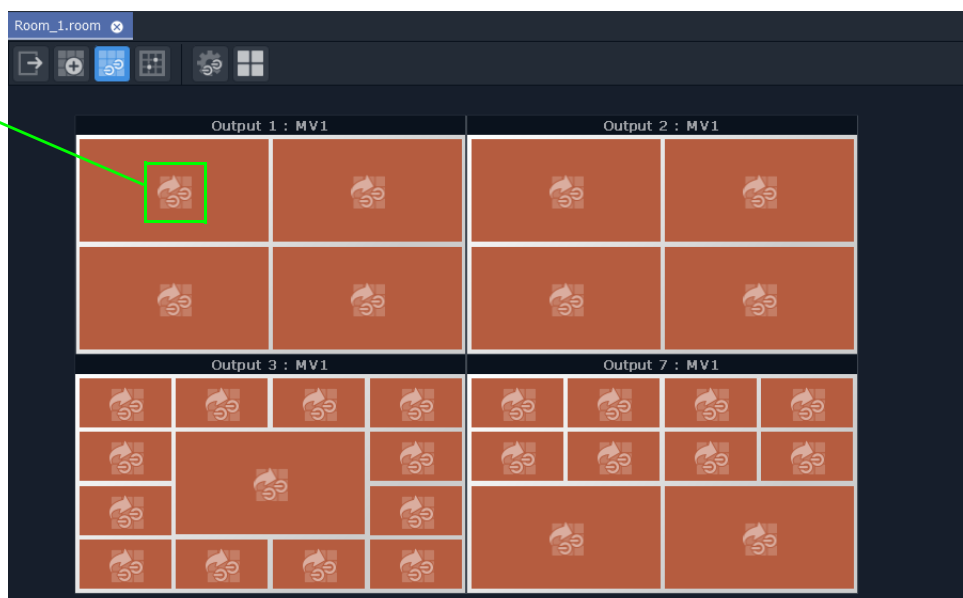 Room_1.room
Output 1 : MV1
Output 2 : MV1
Output 3 : MV1
Output 7 : MV1